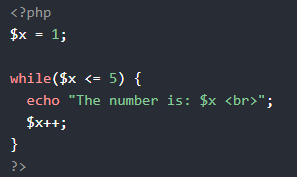 <?php
$x = 1;

while($x <= 5) {
  echo "The number is: $x <br>";
  $x++;
}
?>